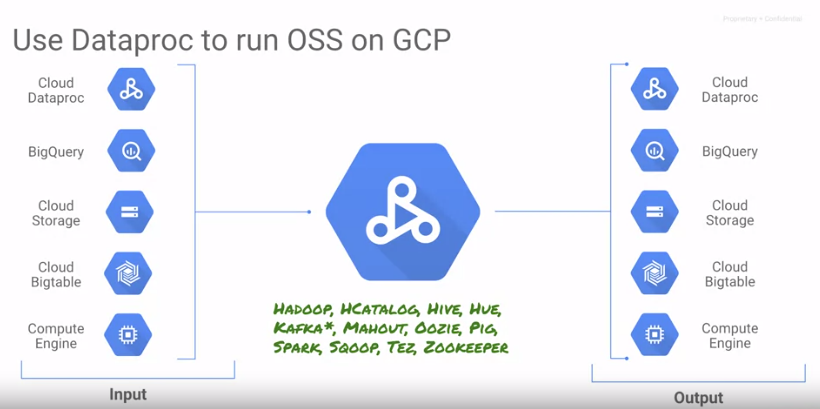 Proprietary + Confidential
Use Dataproc to run OSS on GCP
Cloud
Dataproc
BigQuery
Cloud
Storage
Cloud
Bigtable
Compute
Engine
Input
HADOOP, HCATALOG, HIVE, HUE,
KAFKA*, MAHOUT, OOZIE, PIG,
SPARK, SQOOP, TEZ, ZOOKEEPER
Cloud
Dataproc
BigQuery
Cloud
Storage
Cloud
Bigtable
Compute
Engine
Output